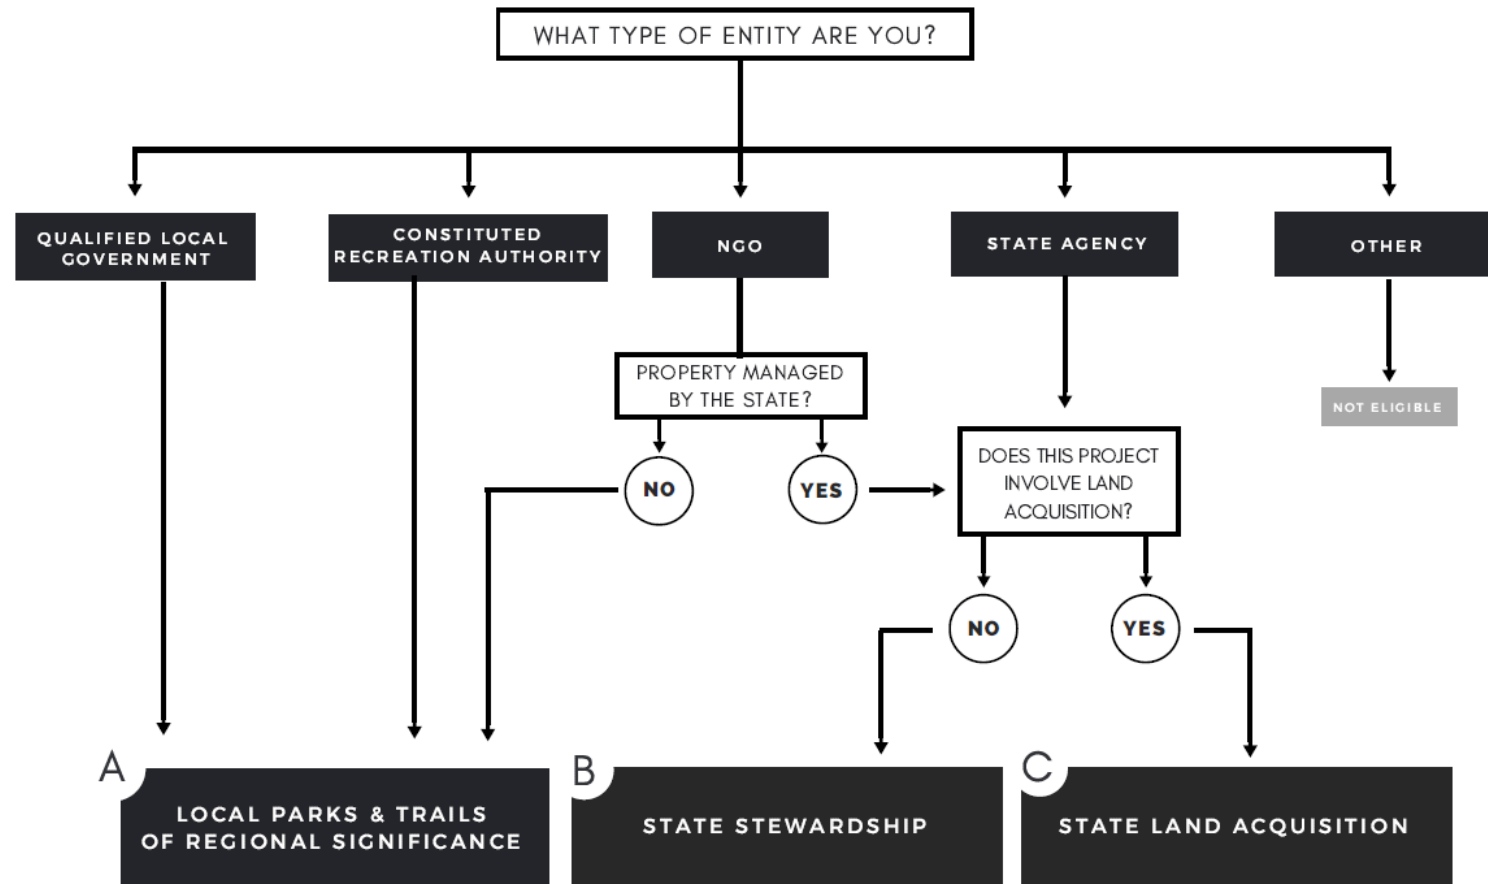 WHAT TYPE OF ENTITY ARE YOU?
QUALIFIED LOCAL
GOVERNMENT
CONSTITUTED
RECREATION AUTHORITY
NGO
STATE AGENCY
OTHER
PROPERTY MANAGED
BY THE STATE?
NOT ELIGIBLE
NO
YES
DOES THIS PROJECT
INVOLVE LAND
ACQUISITION?
NO
YES
A
LOCAL PARKS & TRAILS
OF REGIONAL SIGNIFICANCE
B
STATE STEWARDSHIP
C
STATE LAND ACQUISITION